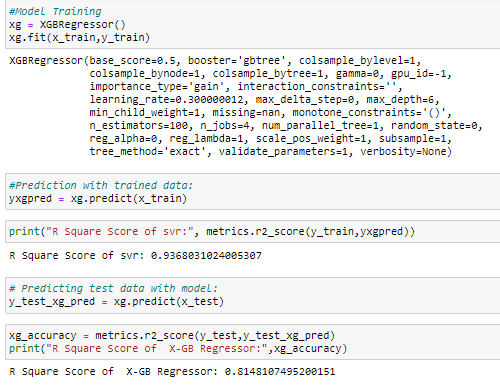 #Model Training
xg = XGBRegressor()
xg.fit(x_train,y_train)
XGBRegressor(base_score=0.5, booster='gbtree', colsample_bylevel=1,
colsample_bynode=1, colsample_bytree=1, gamma=0, gpu_id=-1,
importance_type='gain', interaction_constraints='',
learning_rate=0.300000012, max_delta_step=0, max_depth=6,
min_child_weight=1, missing=nan, monotone_constraints='()',
n_estimators=100, n_jobs=4, num_parallel_tree=1, random_state=0,
reg_alpha=0, reg_lambda=1, scale_pos_weight=1, subsample=1,
tree_method='exact', validate_parameters=1, verbosity=None)
#Prediction with trained data:
yxgpred = xg.predict(x_train)
print("R Square Score of svr:", metrics.r2_score(y_train,yxgpred))
R Square Score of svr: 0.9368031024005307
# Predicting test data with model:
y_test_xg_pred = xg.predict(x_test)
xg_accuracy = metrics.r2_score(y_test,y_test_xg_pred)
print("R Square Score of  X-GB Regressor:",xg_accuracy)
R Square Score of  X-GB Regressor: 0.8148107495200151